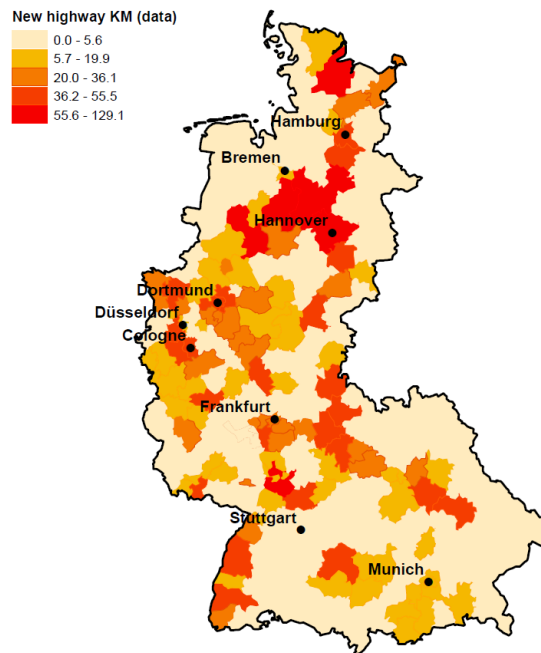 New highway KM (data)
0.0 - 5.6
5.7 - 19.9
20.0 - 36.1
36.2 - 55.5
55.6 - 129.1
Hamburg
Bremen
Hannover
Dortmund
Düsseldorf
Cologne
Frankfurt
Stuttgart
Munich